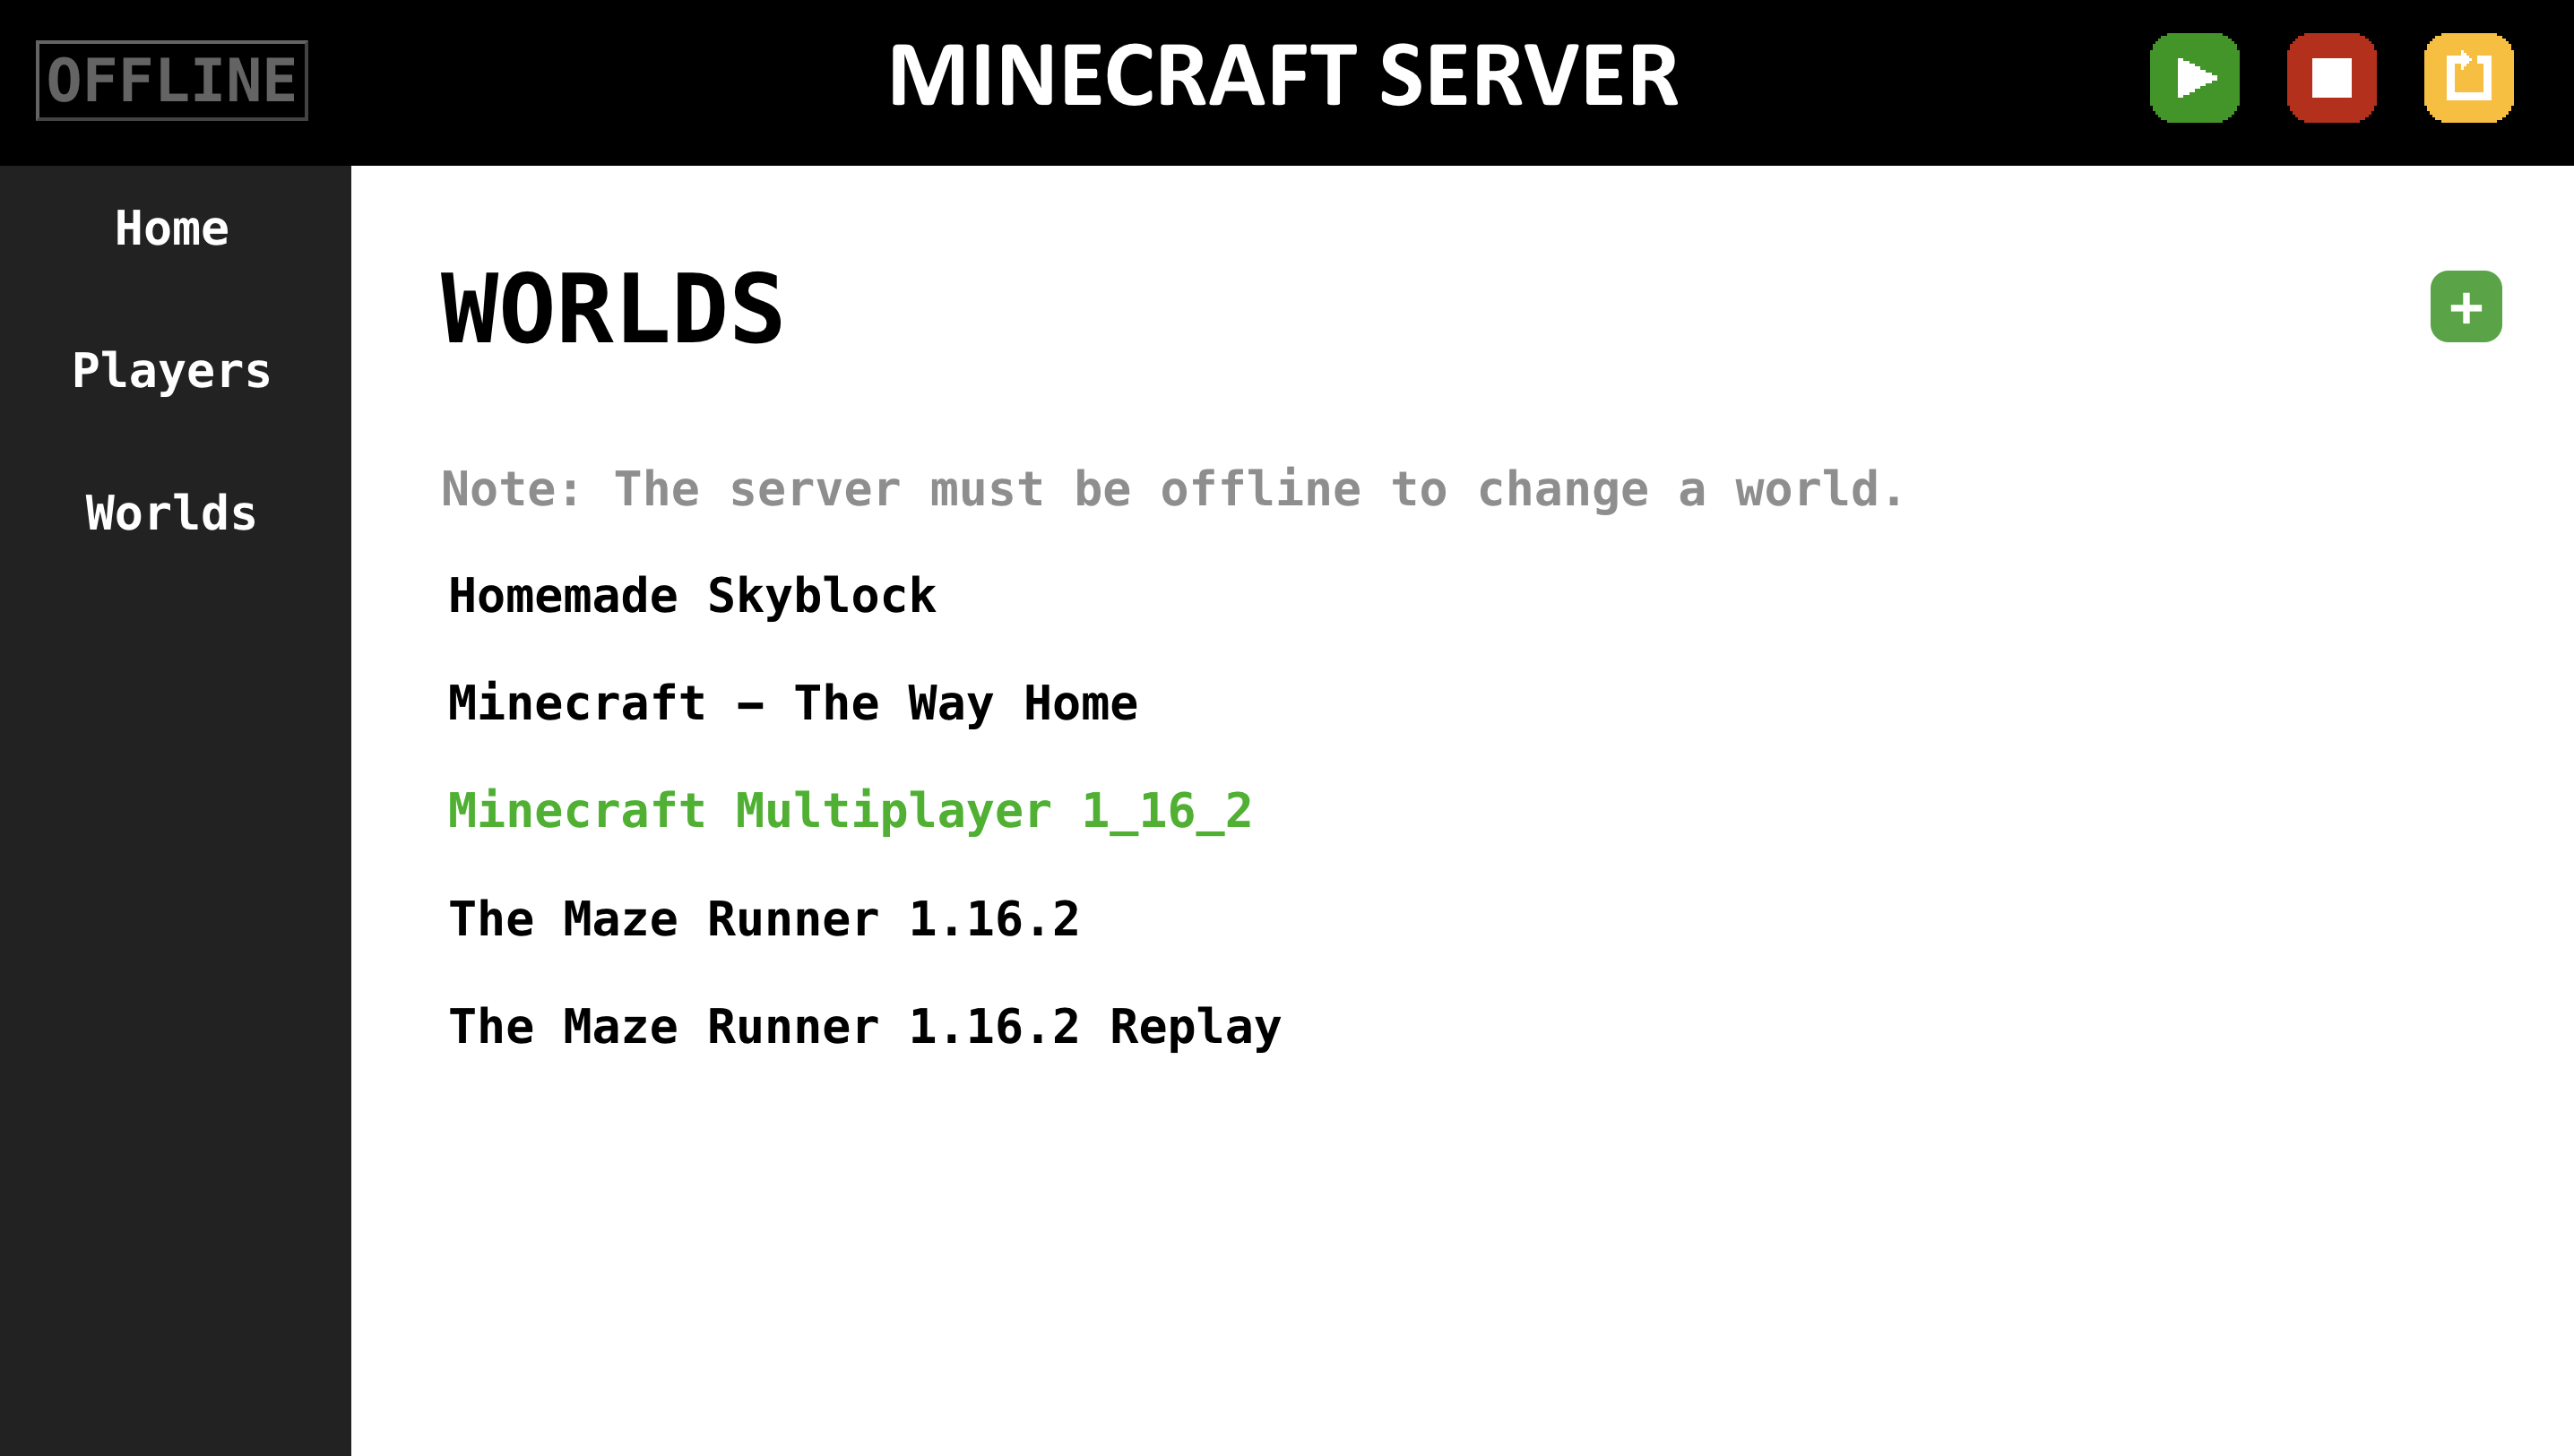 OFFLINE
MINECRAFT SERVER
Home
Players
Worlds
WORLDS
+
Note: The server must be offline to change a world.
Homemade Skyblock
Minecraft – The Way Home
Minecraft Multiplayer 1_16_2
The Maze Runner 1.16.2
The Maze Runner 1.16.2 Replay